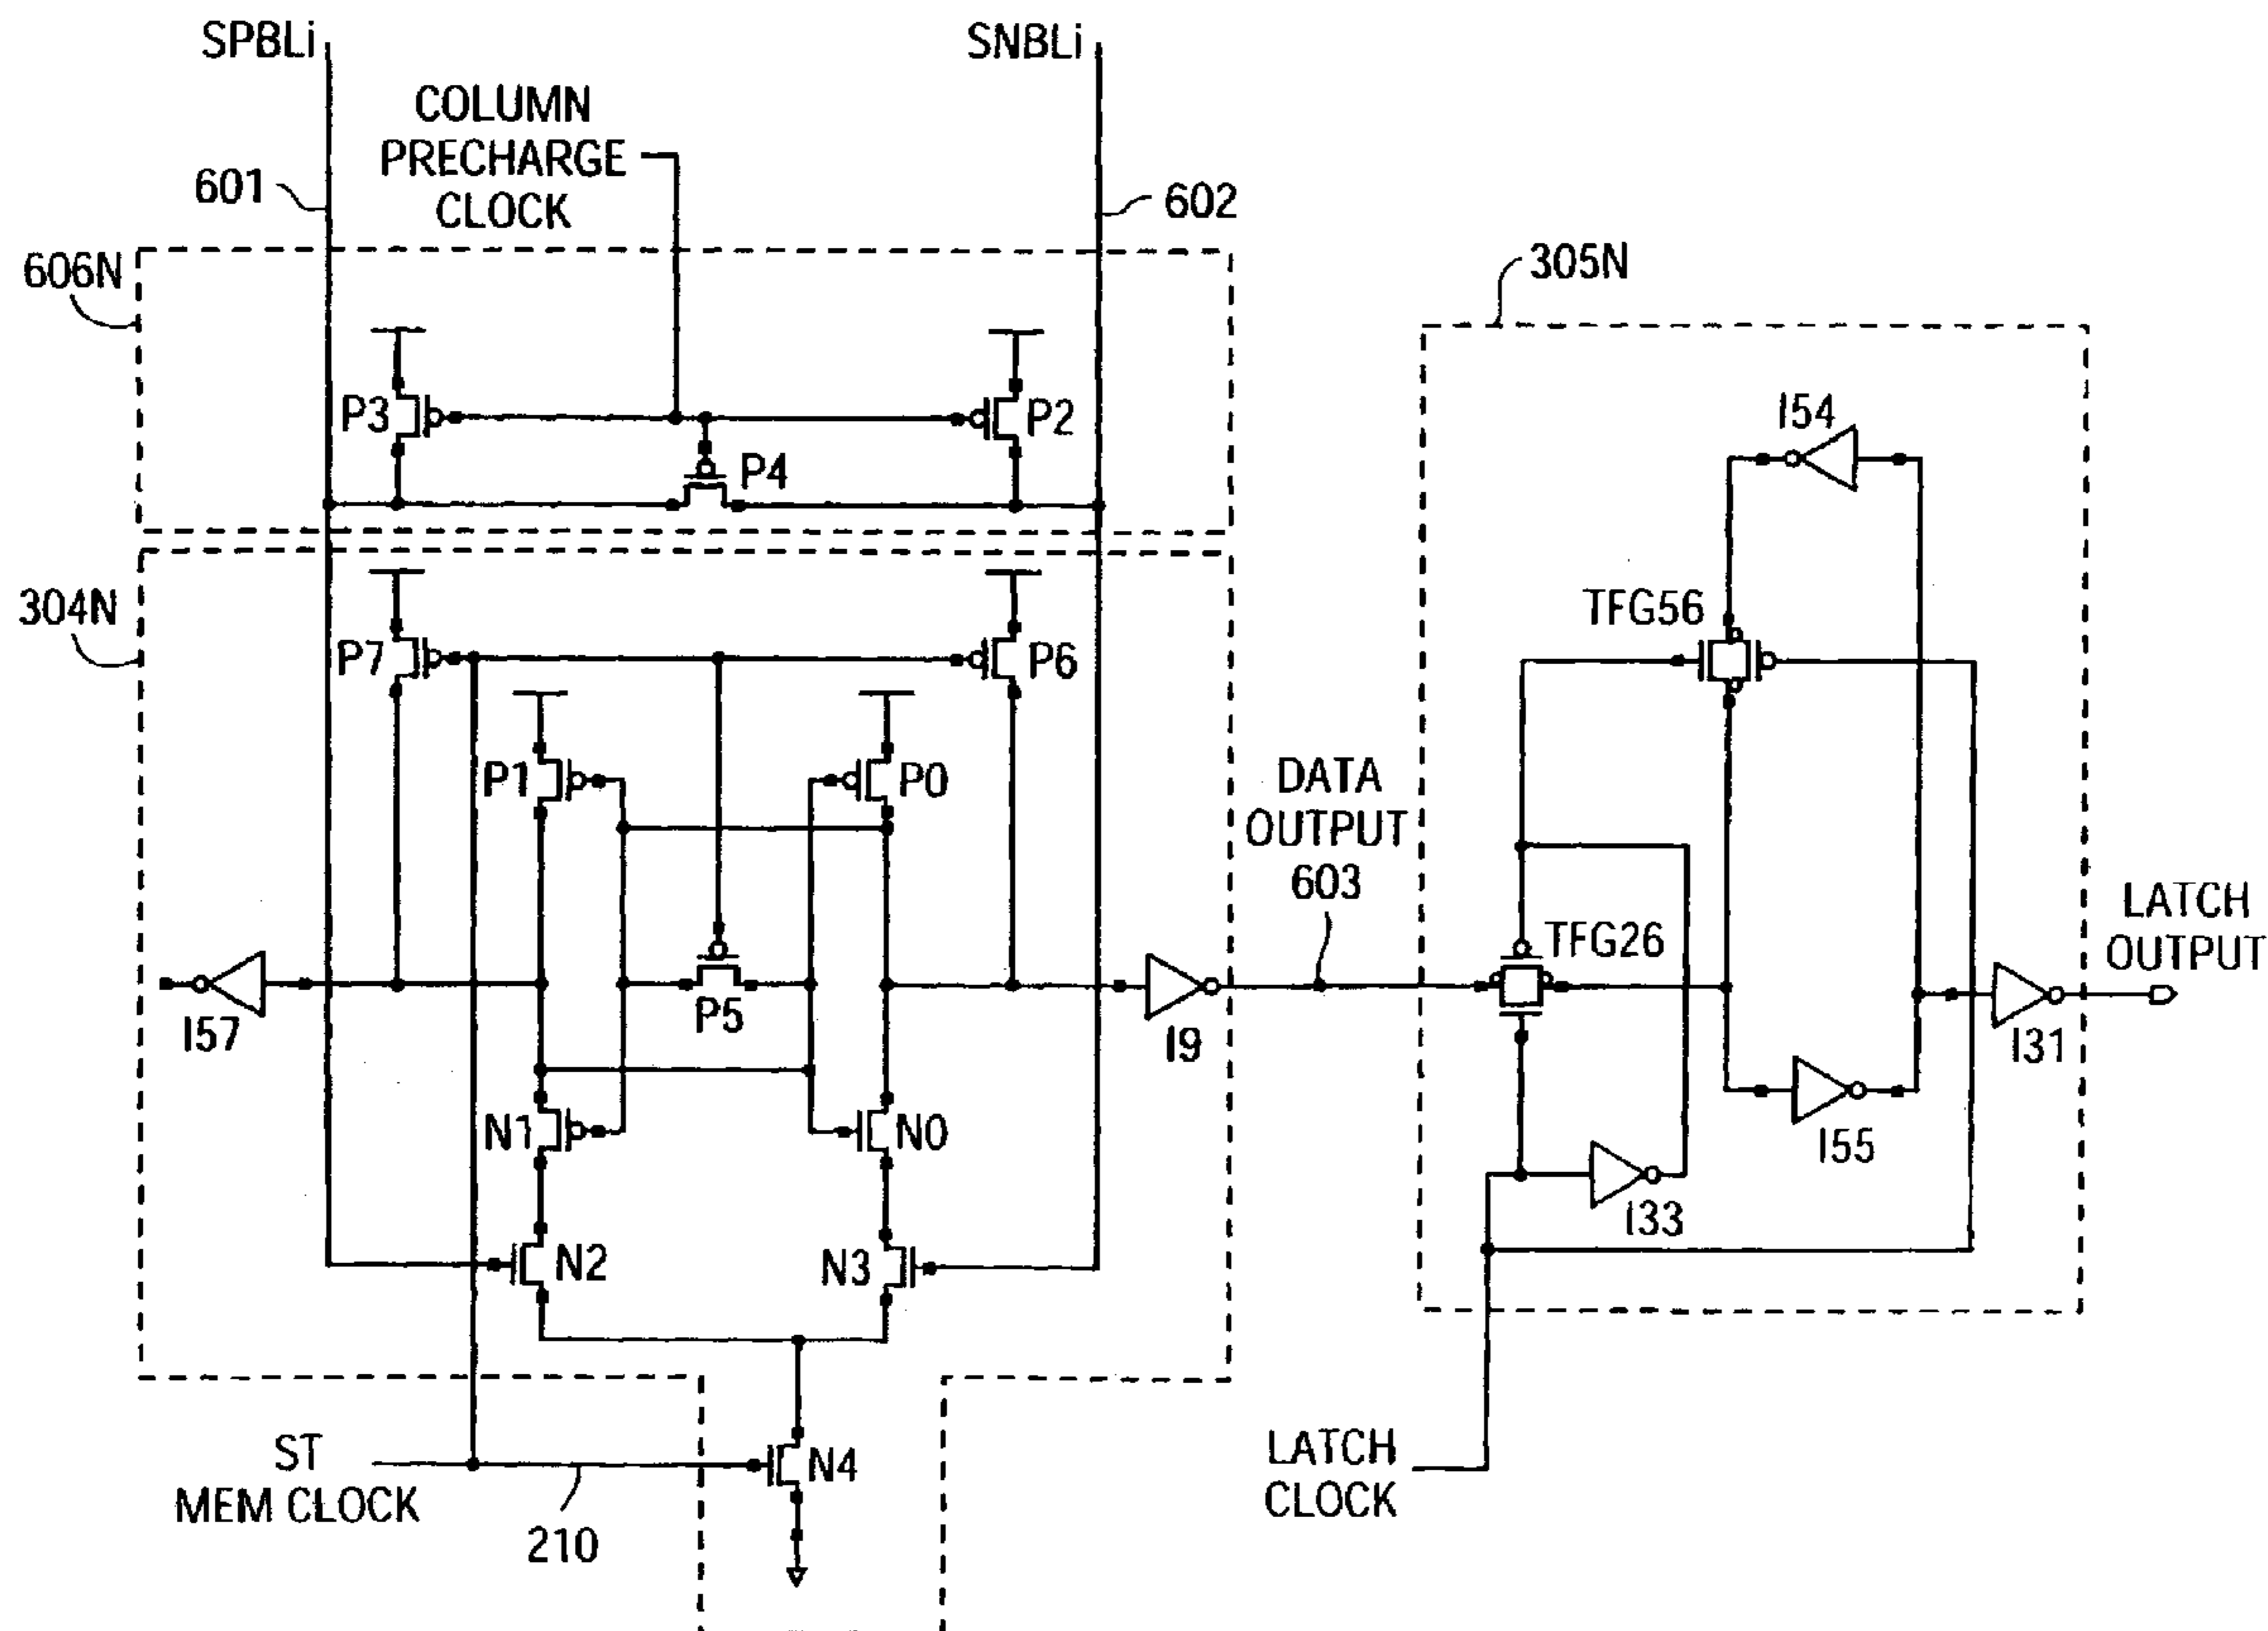 SPBLi
SNBLi
COLUMN
PRECHARGE
CLOCK
601
602
606N
305N
P3
P2
P4
I54
304N
TFG56
P7
P6
P1
P0
DATA
OUTPUT
603
LATCH
OUTPUT
TFG26
I57
P5
I9
I31
N1
N0
I55
I33
N2
N3
ST
MEM CLOCK
210
N4
LATCH
CLOCK